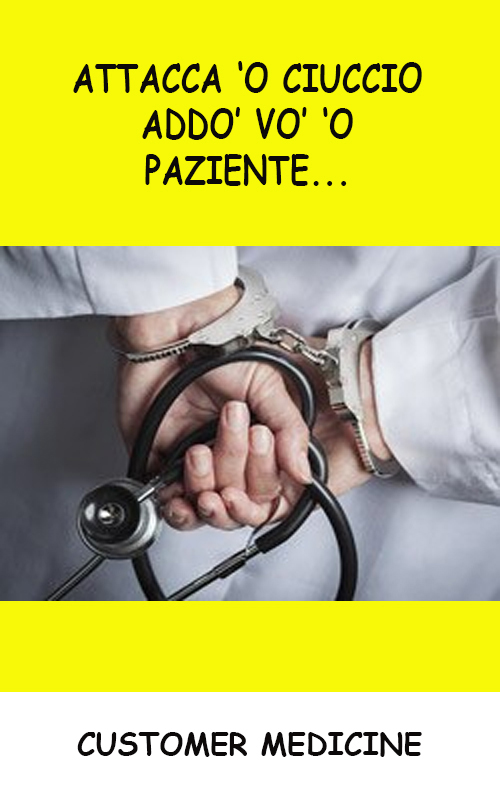 ATTACCA 'O CIUCCIO
ADDO' VO' 'O
PAZIENTE...
CUSTOMER MEDICINE